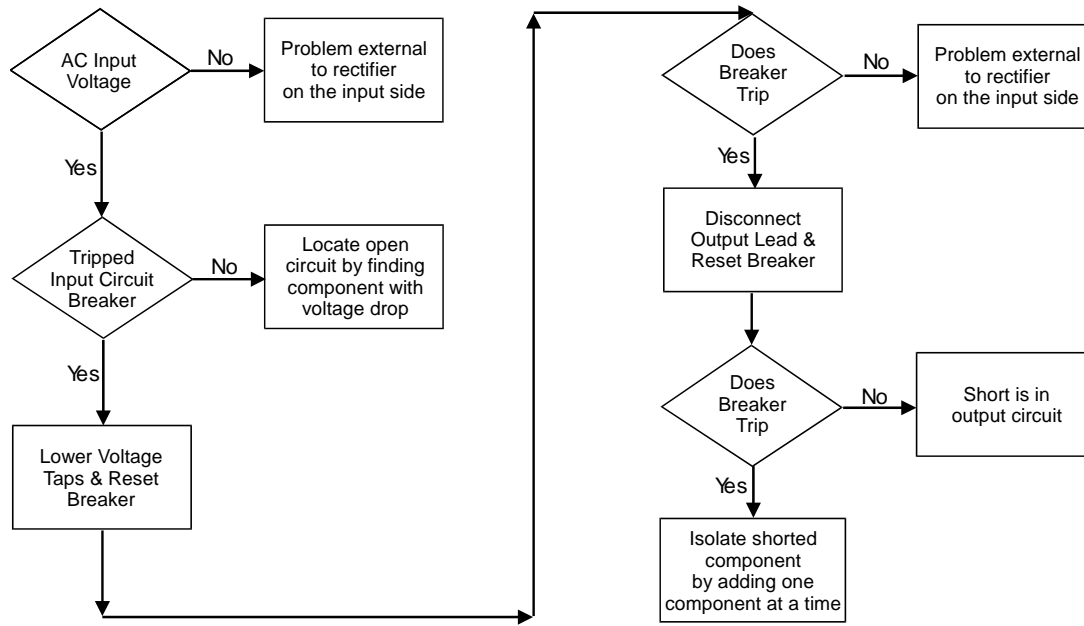 AC Input
Voltage
No
Problem external
to rectifier
on the input side
Yes
Tripped
Input Circuit
Breaker
No
Locate open
circuit by finding
component with
voltage drop
Yes
Lower Voltage
Taps & Reset
Breaker
Does
Breaker
Trip
No
Problem external
to rectifier
on the input side
Yes
Disconnect
Output Lead &
Reset Breaker
Does
Breaker
Trip
No
Short is in
output circuit
Yes
Isolate shorted
component
by adding one
component at a time